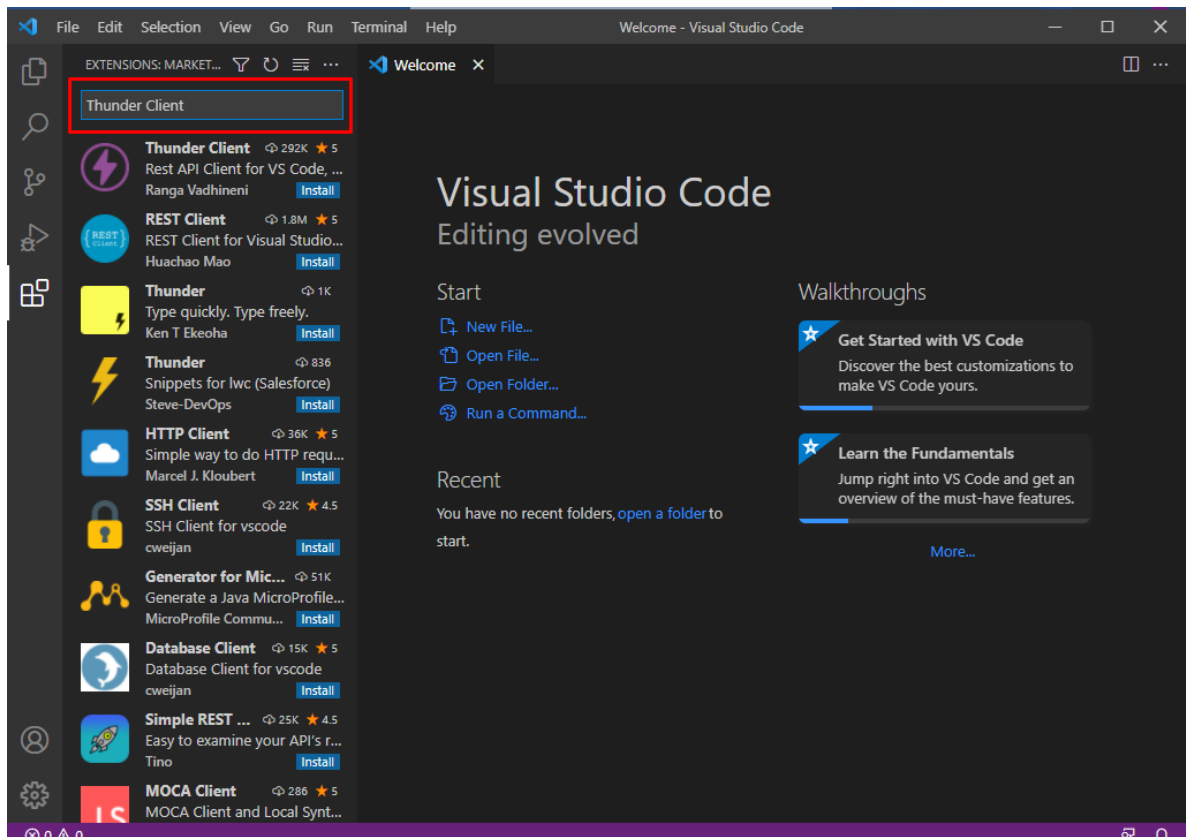 File Edit Selection View Go Run Terminal Help
Welcome - Visual Studio Code
EXTENSIONS: MARKET...
Thunder Client
Thunder Client 292K ★ 5
Rest API Client for VS Code, ...
Ranga Vadhineni Install
REST Client 1.8M ★ 5
REST Client for Visual Studio...
Huachao Mao Install
{REST}
Client
Thunder 1K
Type quickly. Type freely.
Ken T Ekeoha Install
Thunder 836
Snippets for lwc (Salesforce)
Steve-DevOps Install
HTTP Client 36K ★ 5
Simple way to do HTTP requ...
Marcel J. Kloubert Install
SSH Client 22K ★ 4.5
SSH Client for vscode
cweijan Install
Generator for Mic... 51K
Generate a Java MicroProfile...
MicroProfile Commu... Install
Database Client 15K ★ 5
Database Client for vscode
cweijan Install
Simple REST ... 25K ★ 4.5
Easy to examine your API's r...
Tino Install
MOCA Client 286 ★ 5
MOCA Client and Local Synt...
LS
0 0
Welcome
Visual Studio Code
Editing evolved
Start
New File...
Open File...
Open Folder...
Run a Command...
Recent
You have no recent folders, open a folder to
start.
Walkthroughs
Get Started with VS Code
Discover the best customizations to
make VS Code yours.
Learn the Fundamentals
Jump right into VS Code and get an
overview of the must-have features.
More...